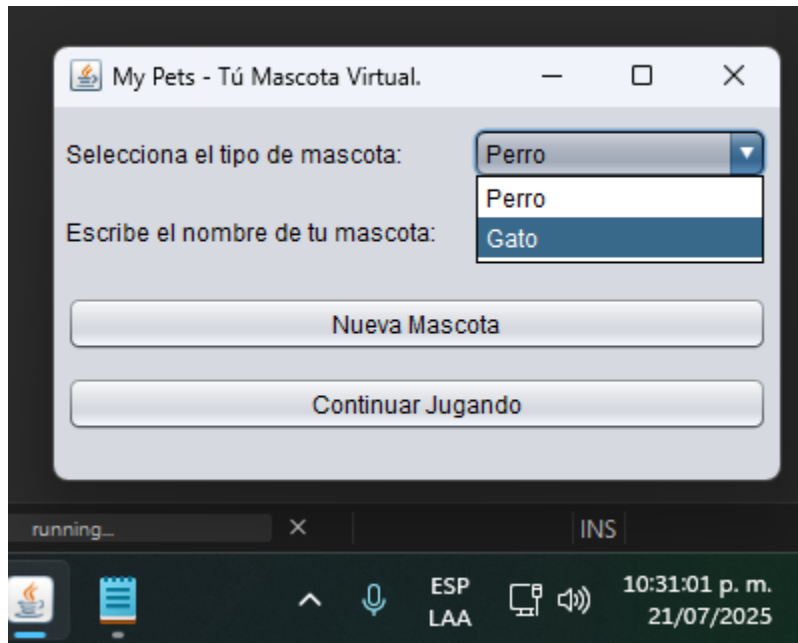 My Pets - Tú Mascota Virtual.
Selecciona el tipo de mascota:
Perro
Perro
Escribe el nombre de tu mascota:
Gato
Nueva Mascota
Continuar Jugando
running...
INS
ESP
LAA
10:31:01 p. m.
21/07/2025